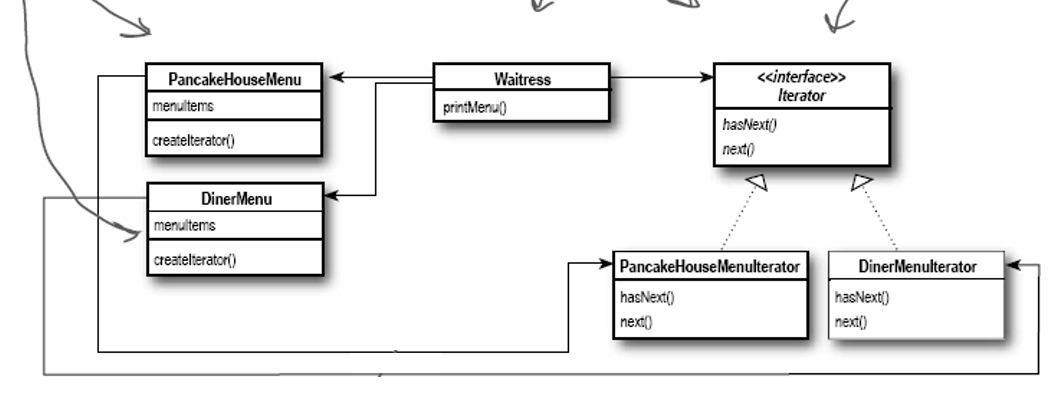 PancakeHouseMenu
menuItems
createIterator()
Waitress
printMenu()
<<interface>>
Iterator
hasNext()
next()
DinerMenu
menuItems
createIterator()
PancakeHouseMenuIterator
hasNext()
next()
DinerMenuIterator
hasNext()
next()